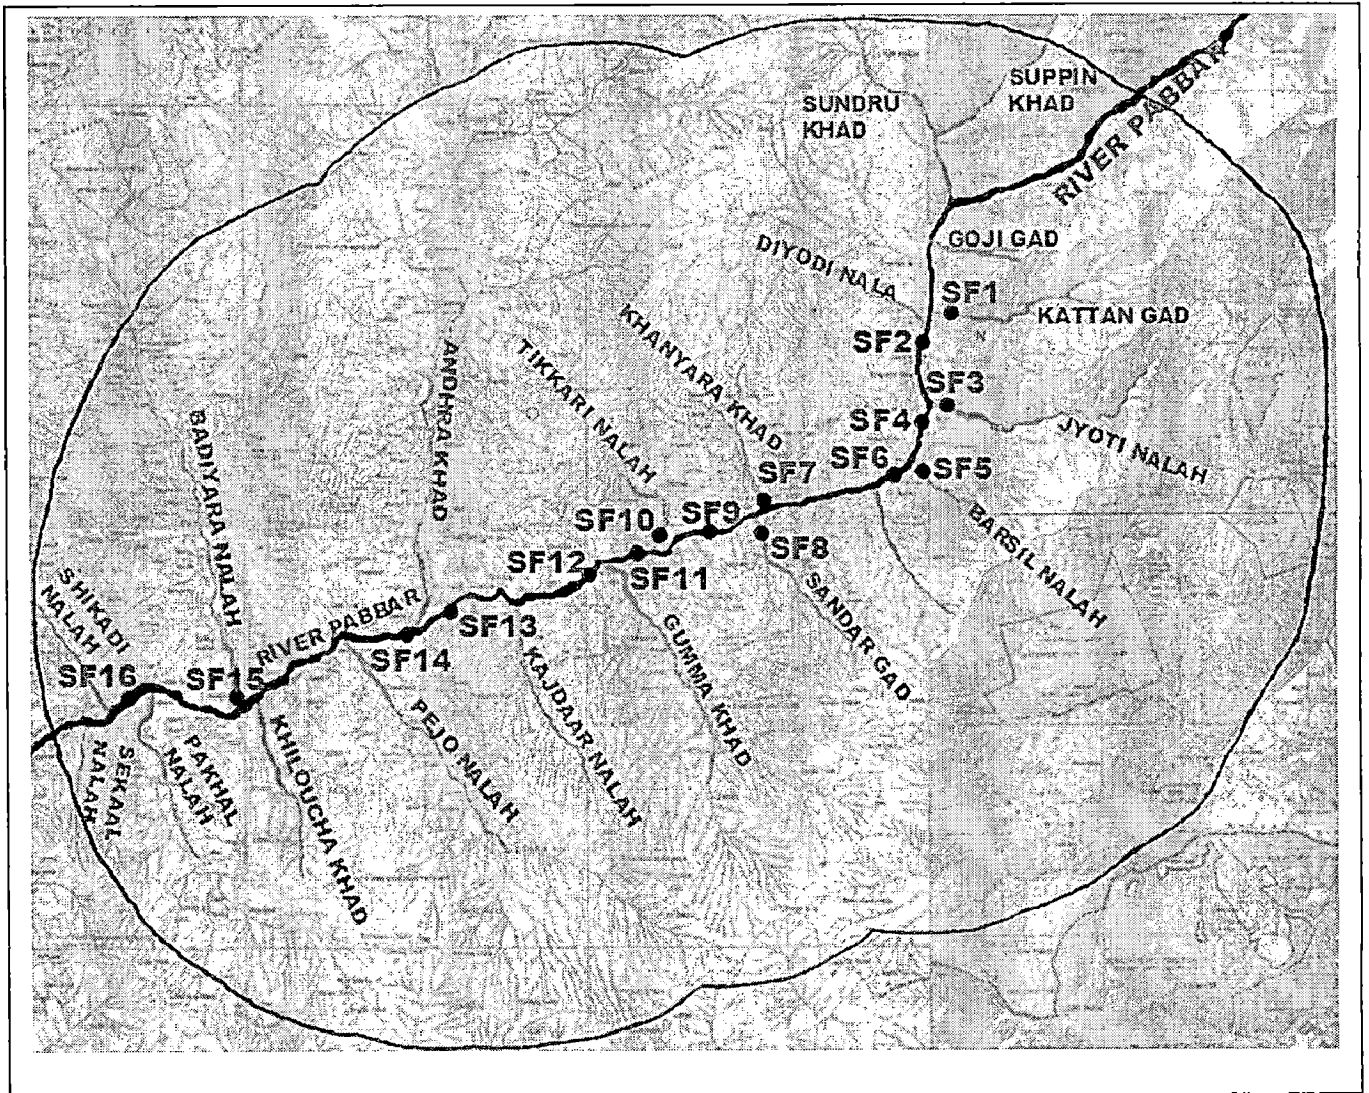 SUPPIN
KHAD
SUNDRU
KHAD
RIVER PABBAR
GOJI GAD
DIYODI NALA
SF1
KATTAN GAD
N
SF2
KHANYARA KHAD
TIKKARI NALAH
ANDHRA KHAD
SF3
SF4
JYOTI NALAH
BADIYARA NALAH
SF6
SF5
SF7
BARSIL NALAH
SF9
SF10
SF8
SF12
SF11
SANDAR GAD
SHIKADI
NALAH
RIVER PABBAR
SF13
GUMMA KHAD
SF14
KAJDAAR NALAH
SF16
SF15
PEJO NALAH
KHILOUCHA KHAD
PAKHAL
NALAH
SEKAAL
NALAH